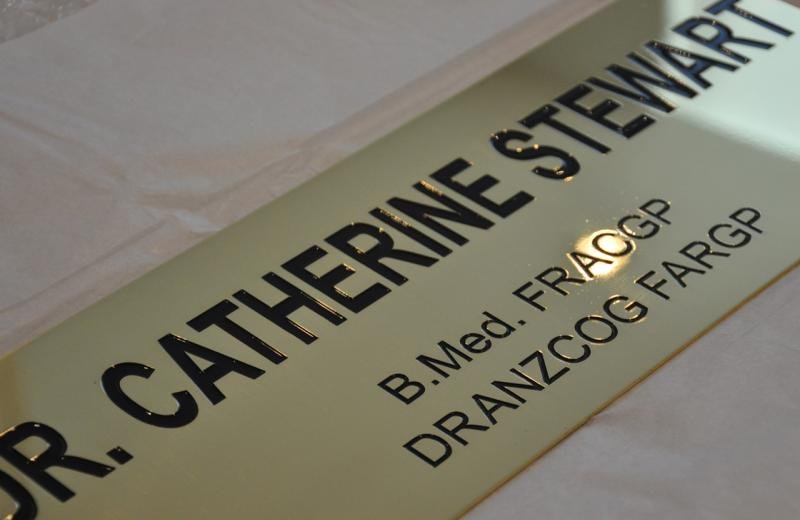 DR. CATHERINE STEWART
B.Med. FRACGP
DRANZCOG FARGP